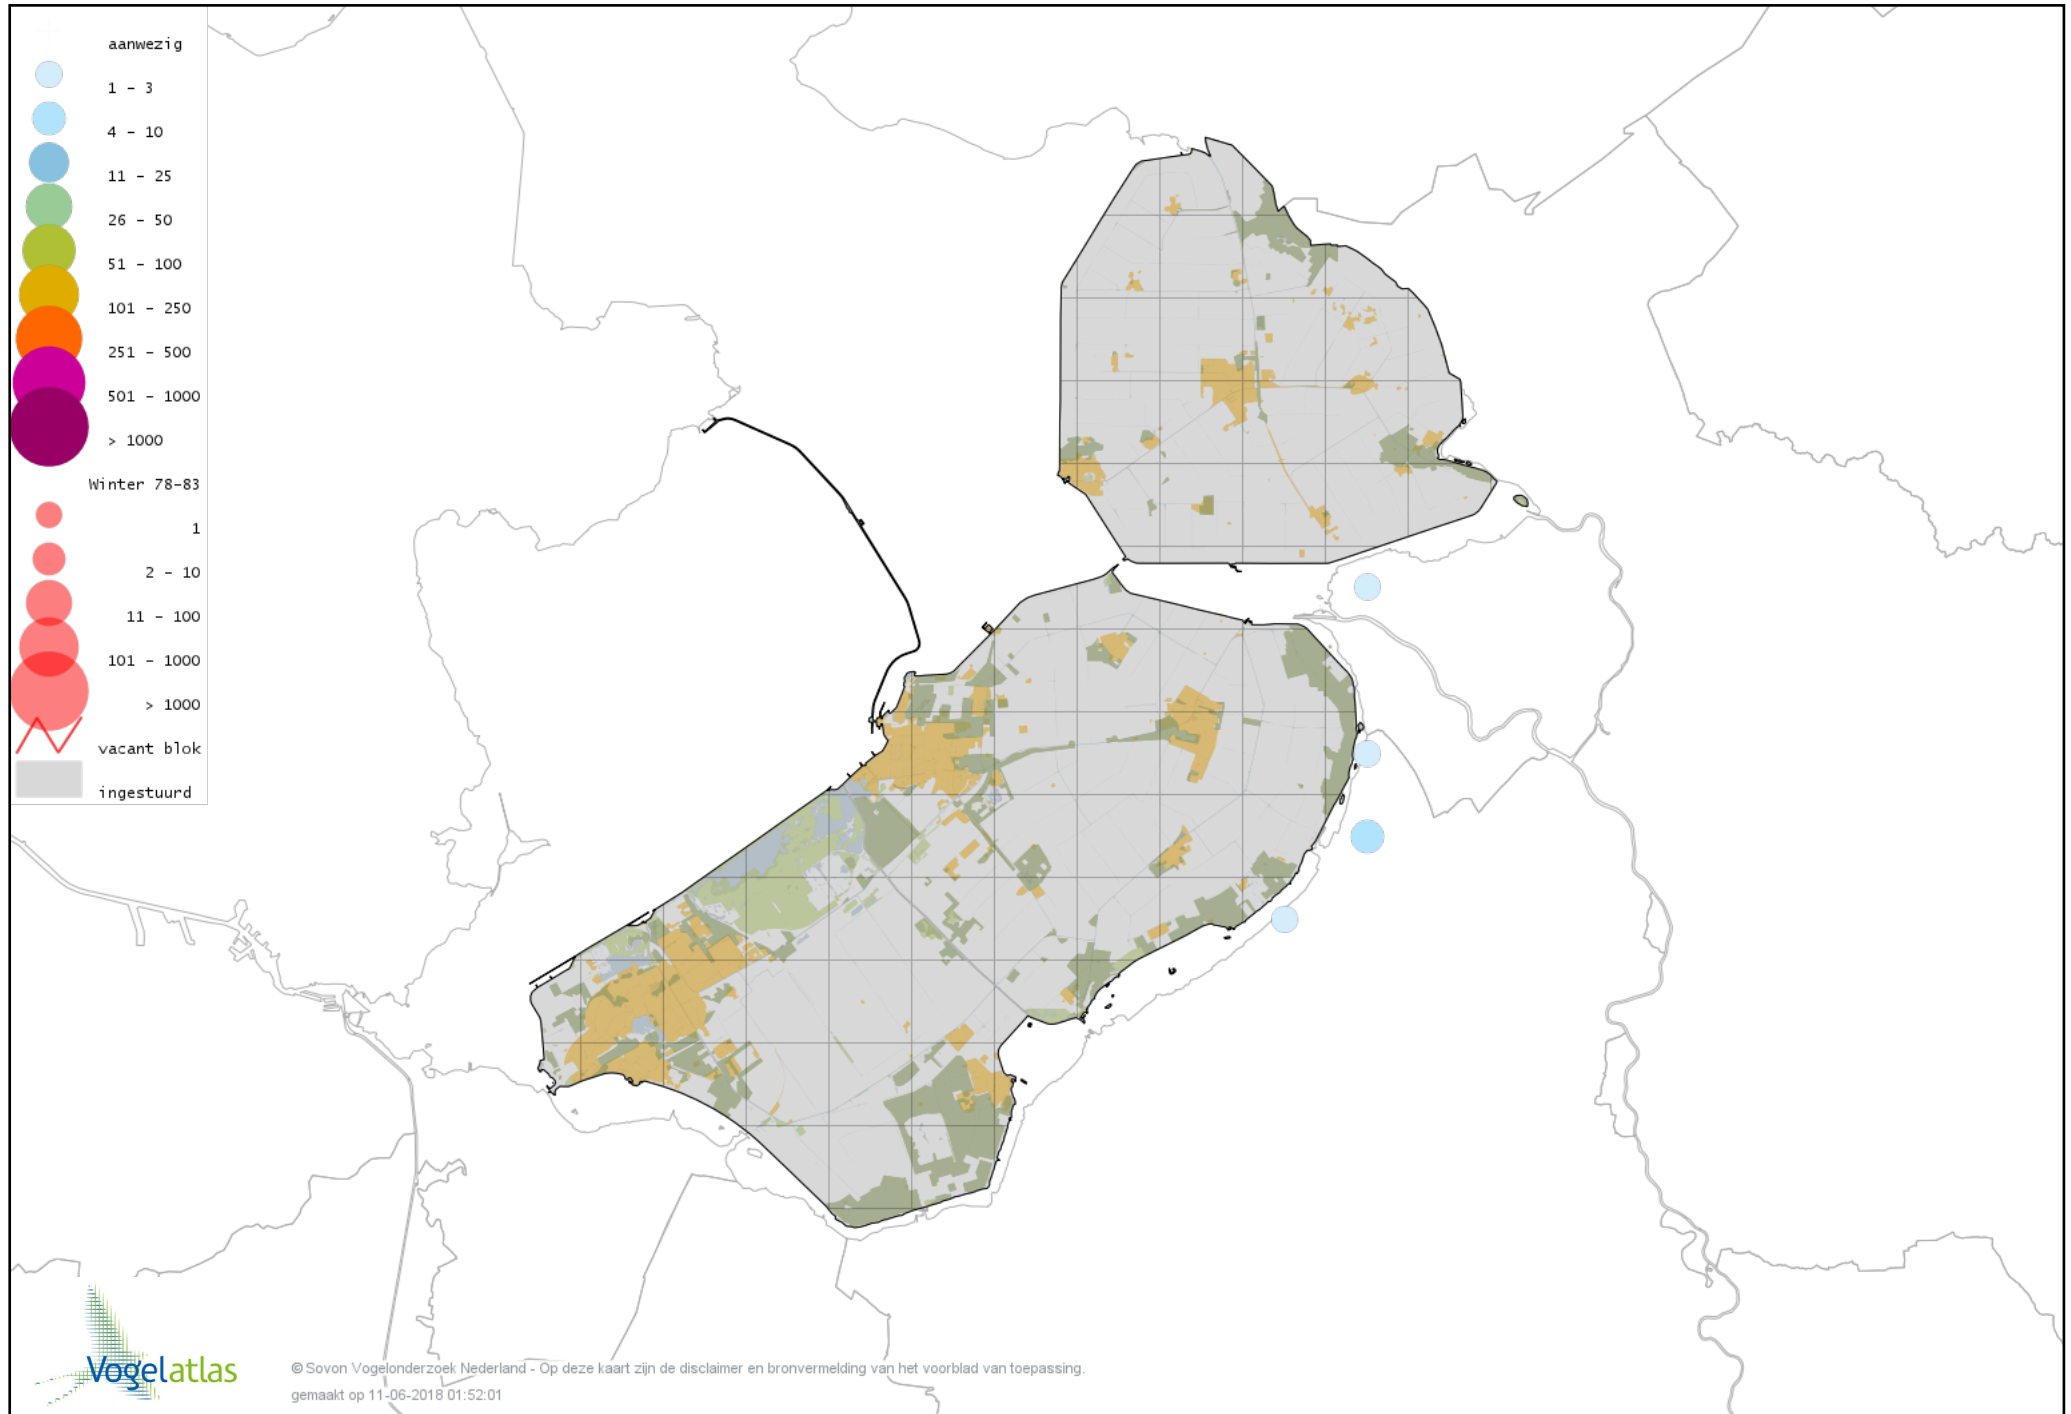 aanwezig
1 - 3
4 - 10
11 - 25
26 - 50
51 - 100
101 - 250
251 - 500
501 - 1000
> 1000
Winter 78-83
1
2 - 10
11 - 100
101 - 1000
> 1000
vacant blok
ingestuurd
Vogelatlas
© Sovon Vogelonderzoek Nederland - Op deze kaart zijn de disclaimer en bronvermelding van het voorblad van toepassing.
gemaakt op 11-06-2018 01:52:01